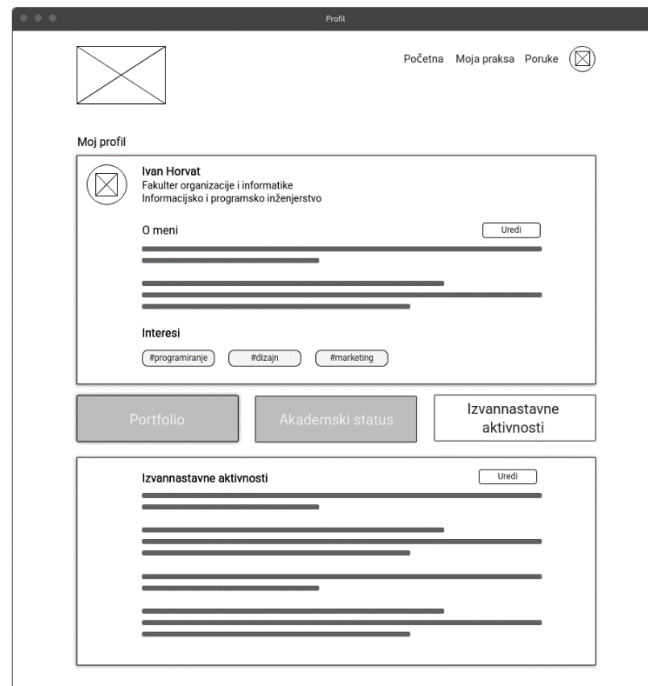 Profil
Početna Moja praksa Poruke
Moj profil
Ivan Horvat
Fakulter organizacije i informatike
Informacijsko i programsko inženjerstvo
O meni
Uredi
Interesi
#programiranje #dizajn #marketing
Portfolio
Akademski status
Izvannastavne
aktivnosti
Izvannastavne aktivnosti
Uredi